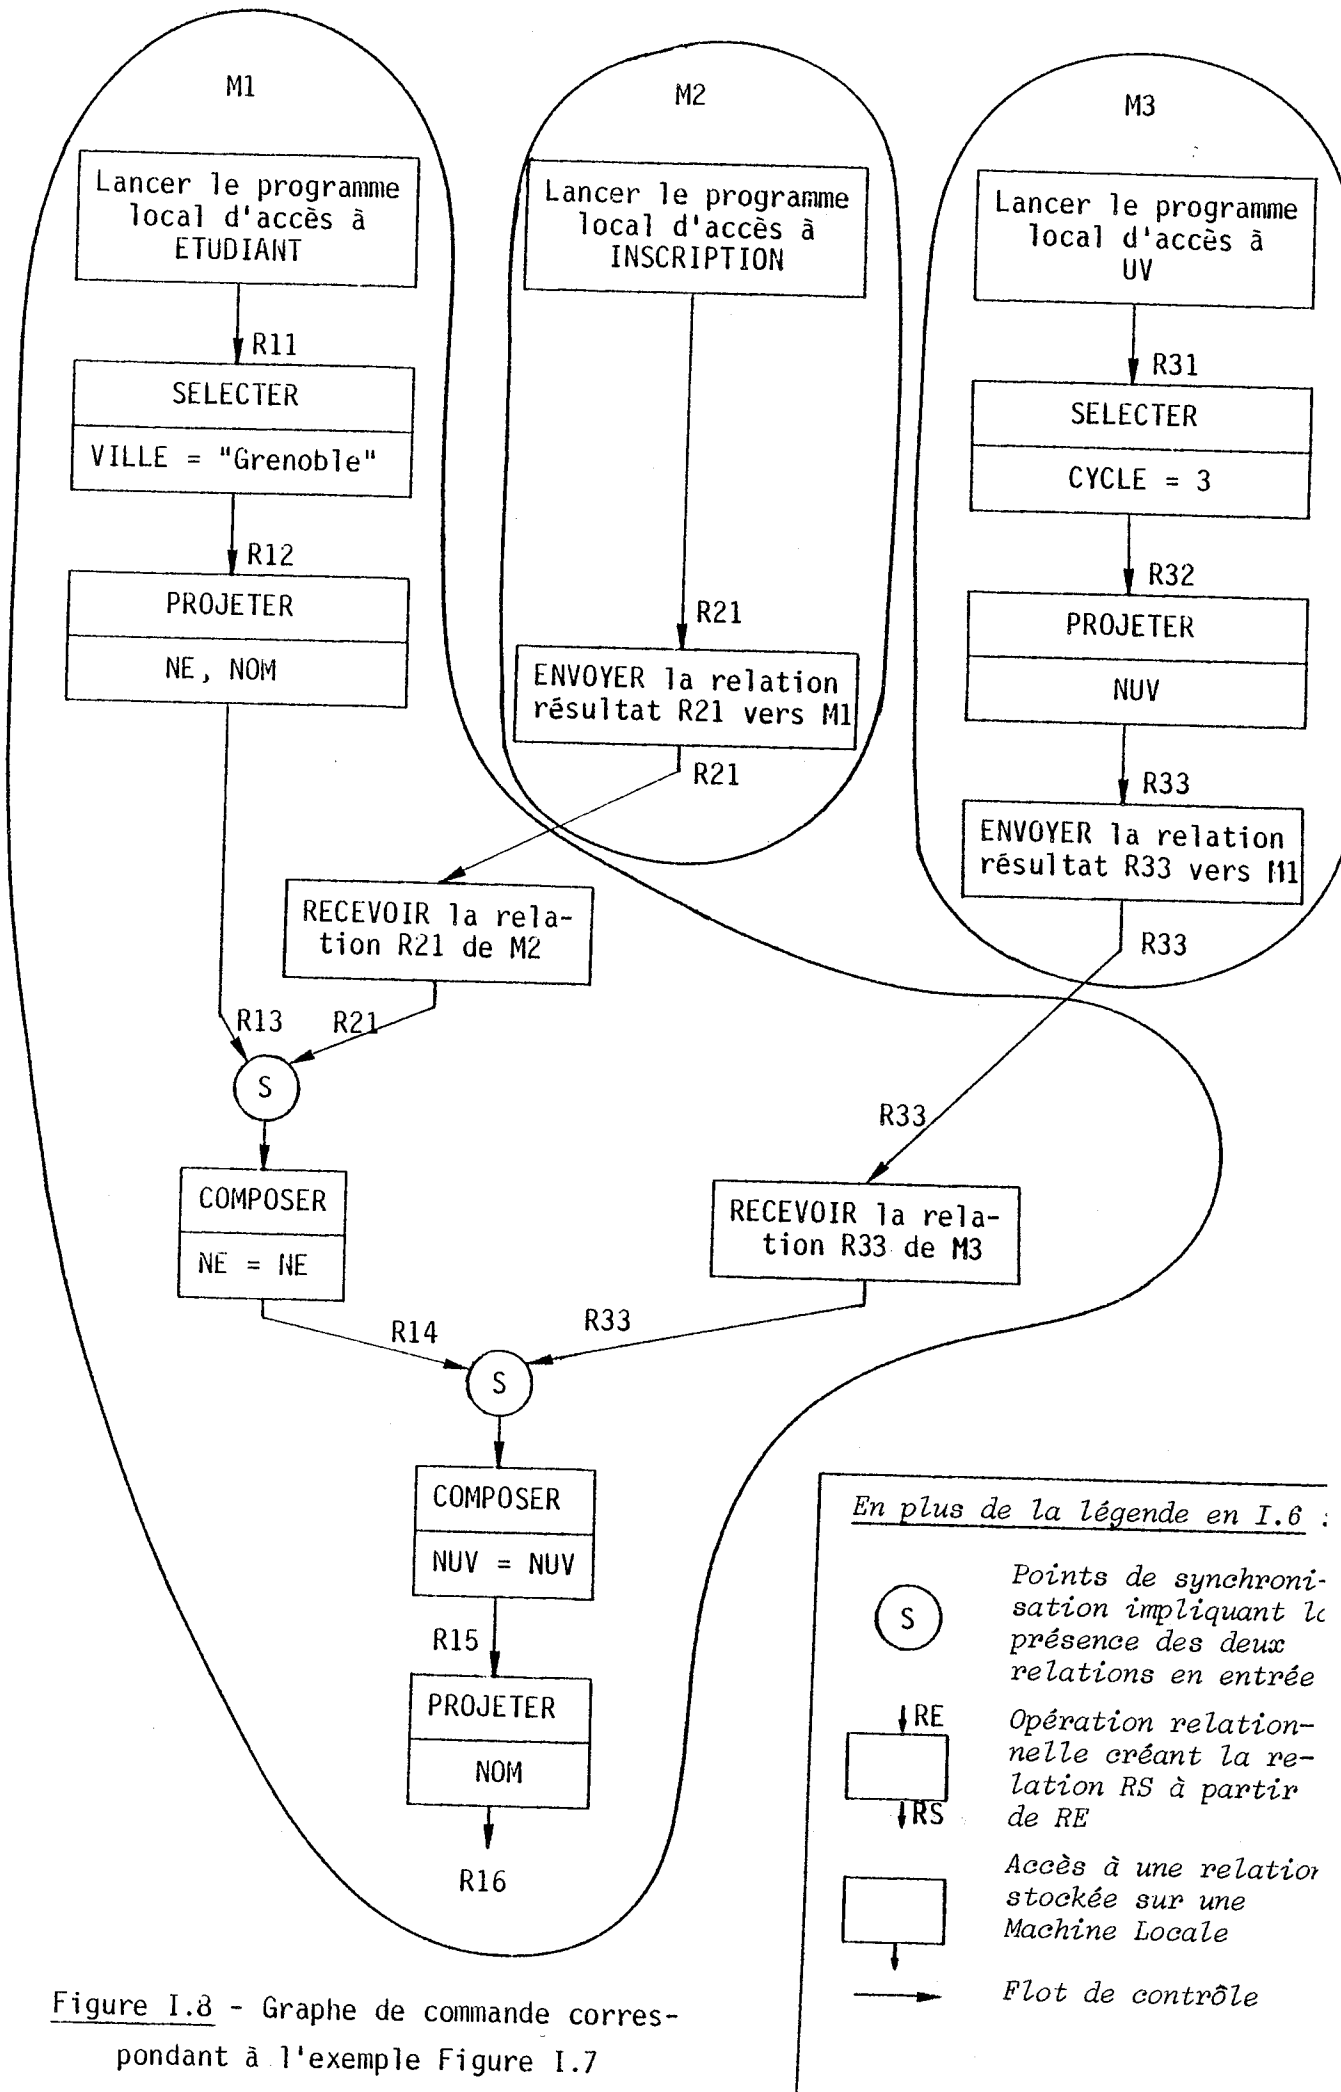 M1
Lancer le programme
local d'accès à
ETUDIANT
R11
SELECTER
VILLE = "Grenoble"
R12
PROJETER
NE, NOM
M2
Lancer le programme
local d'accès à
INSCRIPTION
R21
ENVOYER la relation
résultat R21 vers M1
R21
M3
Lancer le programme
local d'accès à
UV
R31
SELECTER
CYCLE = 3
R32
PROJETER
NUV
R33
ENVOYER la relation
résultat R33 vers M1
R33
RECEVOIR la rela-
tion R21 de M2
R13
R21
S
COMPOSER
NE = NE
R33
RECEVOIR la rela-
tion R33 de M3
R14
R33
S
COMPOSER
NUV = NUV
R15
PROJETER
NOM
R16
En plus de la légende en I.6 :
S
Points de synchroni-
sation impliquant
présence des deux
relations en entrée
RE
RS
Opération relation-
nelle créant la re-
lation RS à partir
de RE
Accès à une relation
stockée sur une
Machine Locale
Flot de contrôle
Figure I.8 - Graphe de commande corres-
pondant à l'exemple Figure I.7